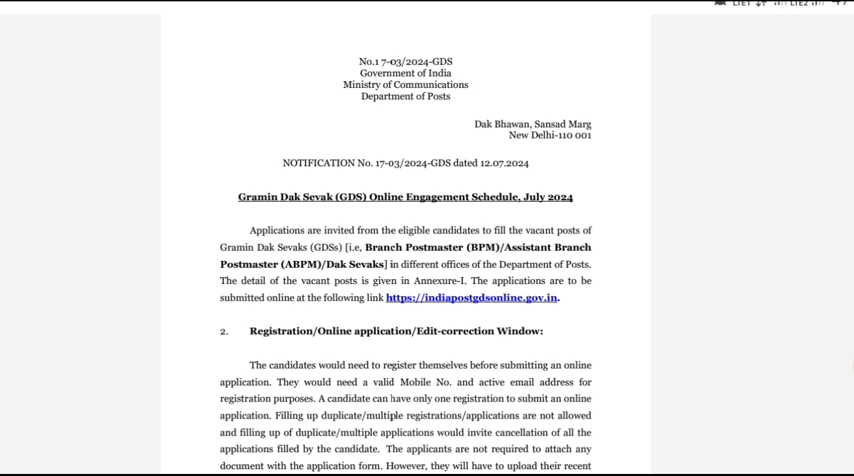 LTE1 LTE2
No.1 7-03/2024-GDS
Government of India
Ministry of Communications
Department of Posts
Dak Bhawan, Sansad Marg
New Delhi-110 001
NOTIFICATION No. 17-03/2024-GDS dated 12.07.2024
Gramin Dak Sevak (GDS) Online Engagement Schedule, July 2024
Applications are invited from the eligible candidates to fill the vacant posts of
Gramin Dak Sevaks (GDSs) [i.e, Branch Postmaster (BPM)/Assistant Branch
Postmaster (ABPM)/Dak Sevaks] in different offices of the Department of Posts.
The detail of the vacant posts is given in Annexure-I. The applications are to be
submitted online at the following link https://indiapostgdsonline.gov.in.
2. Registration/Online application/Edit-correction Window:
The candidates would need to register themselves before submitting an online
application. They would need a valid Mobile No. and active email address for
registration purposes. A candidate can have only one registration to submit an online
application. Filling up duplicate/multiple registrations/applications are not allowed
and filling up of duplicate/multiple applications would invite cancellation of all the
applications filled by the candidate. The applicants are not required to attach any
document with the application form. However, they will have to upload their recent